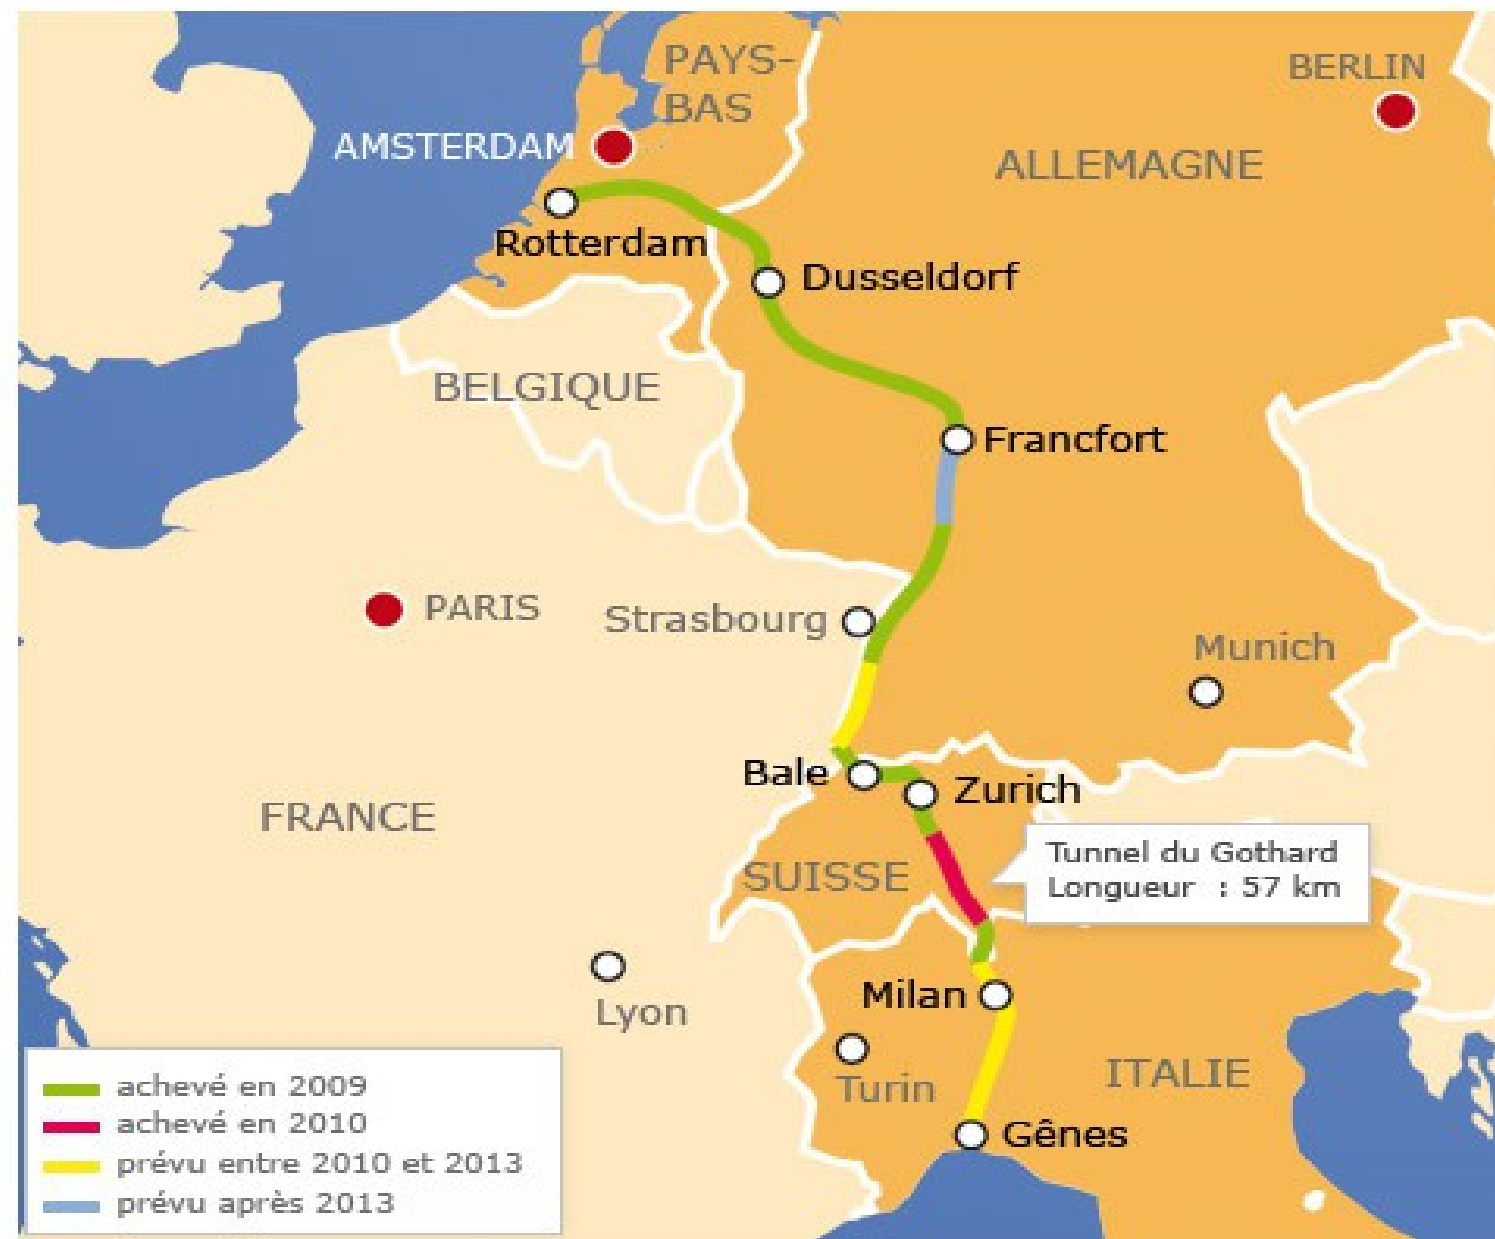 PAYS-
BAS
BERLIN
AMSTERDAM
ALLEMAGNE
Rotterdam
Dusseldorf
BELGIQUE
Francfort
PARIS
Strasbourg
Munich
Bale
Zurich
FRANCE
Tunnel du Gothard
Longueur : 57 km
SUISSE
Lyon
Milan
Turin
ITALIE
Gênes
achevé en 2009
achevé en 2010
prévu entre 2010 et 2013
prévu après 2013